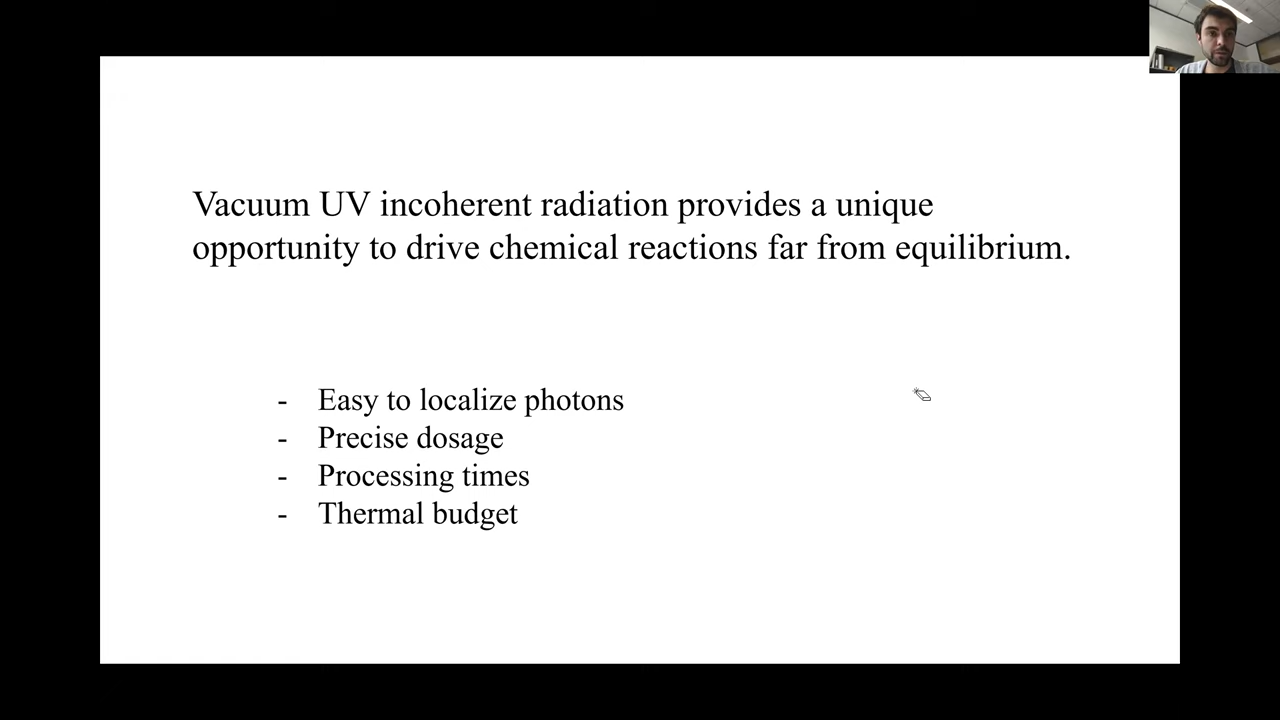 Vacuum UV incoherent radiation provides a unique
opportunity to drive chemical reactions far from equilibrium.
- Easy to localize photons
- Precise dosage
- Processing times
- Thermal budget